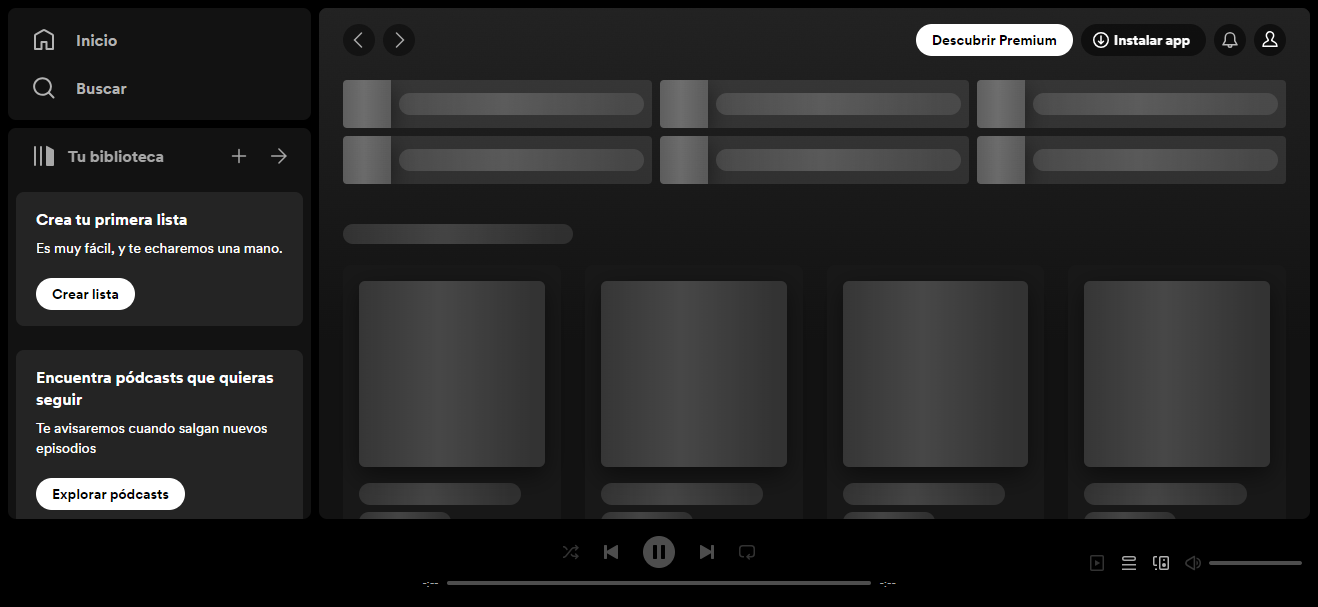 Inicio
Buscar
Tu biblioteca
Crea tu primera lista
Es muy fácil, y te echaremos una mano.
Crear lista
Encuentra pódcasts que quieras
seguir
Te avisaremos cuando salgan nuevos
episodios
Explorar pódcasts
Descubrir Premium
Instalar app
-:--
-:--